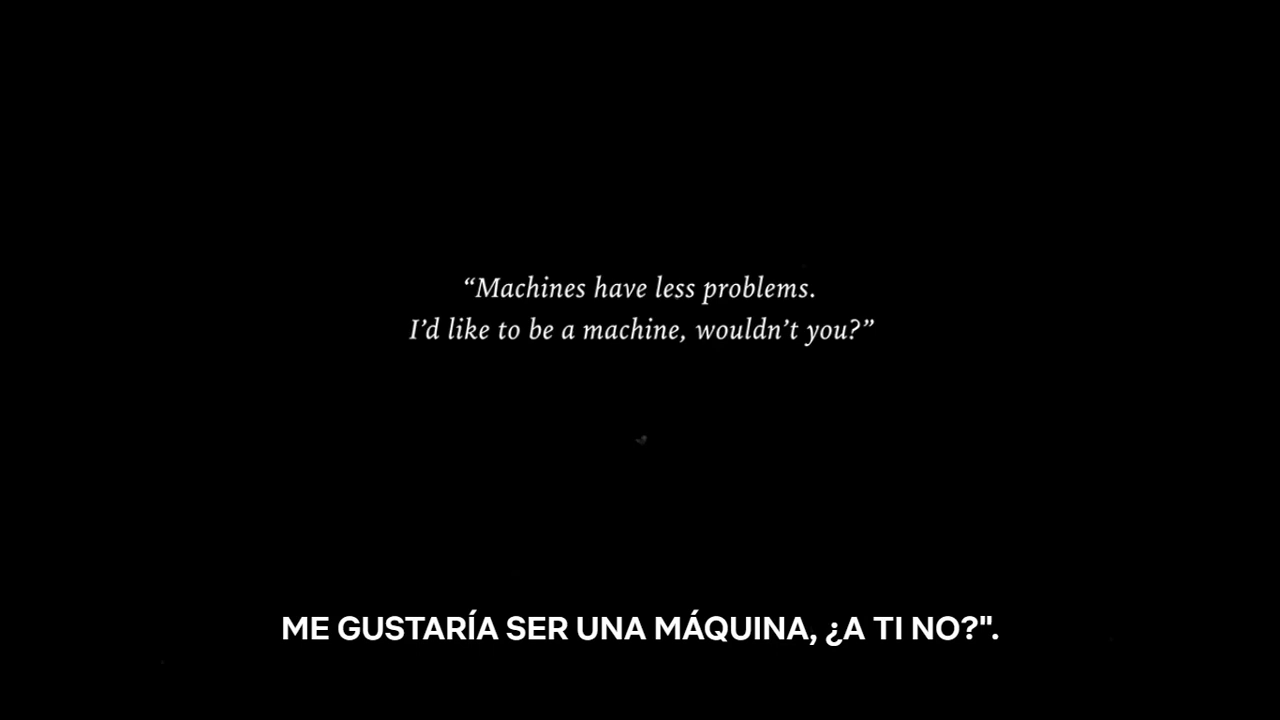 “Machines have less problems.
I’d like to be a machine, wouldn’t you?”
ME GUSTARÍA SER UNA MÁQUINA, ¿A TI NO?".